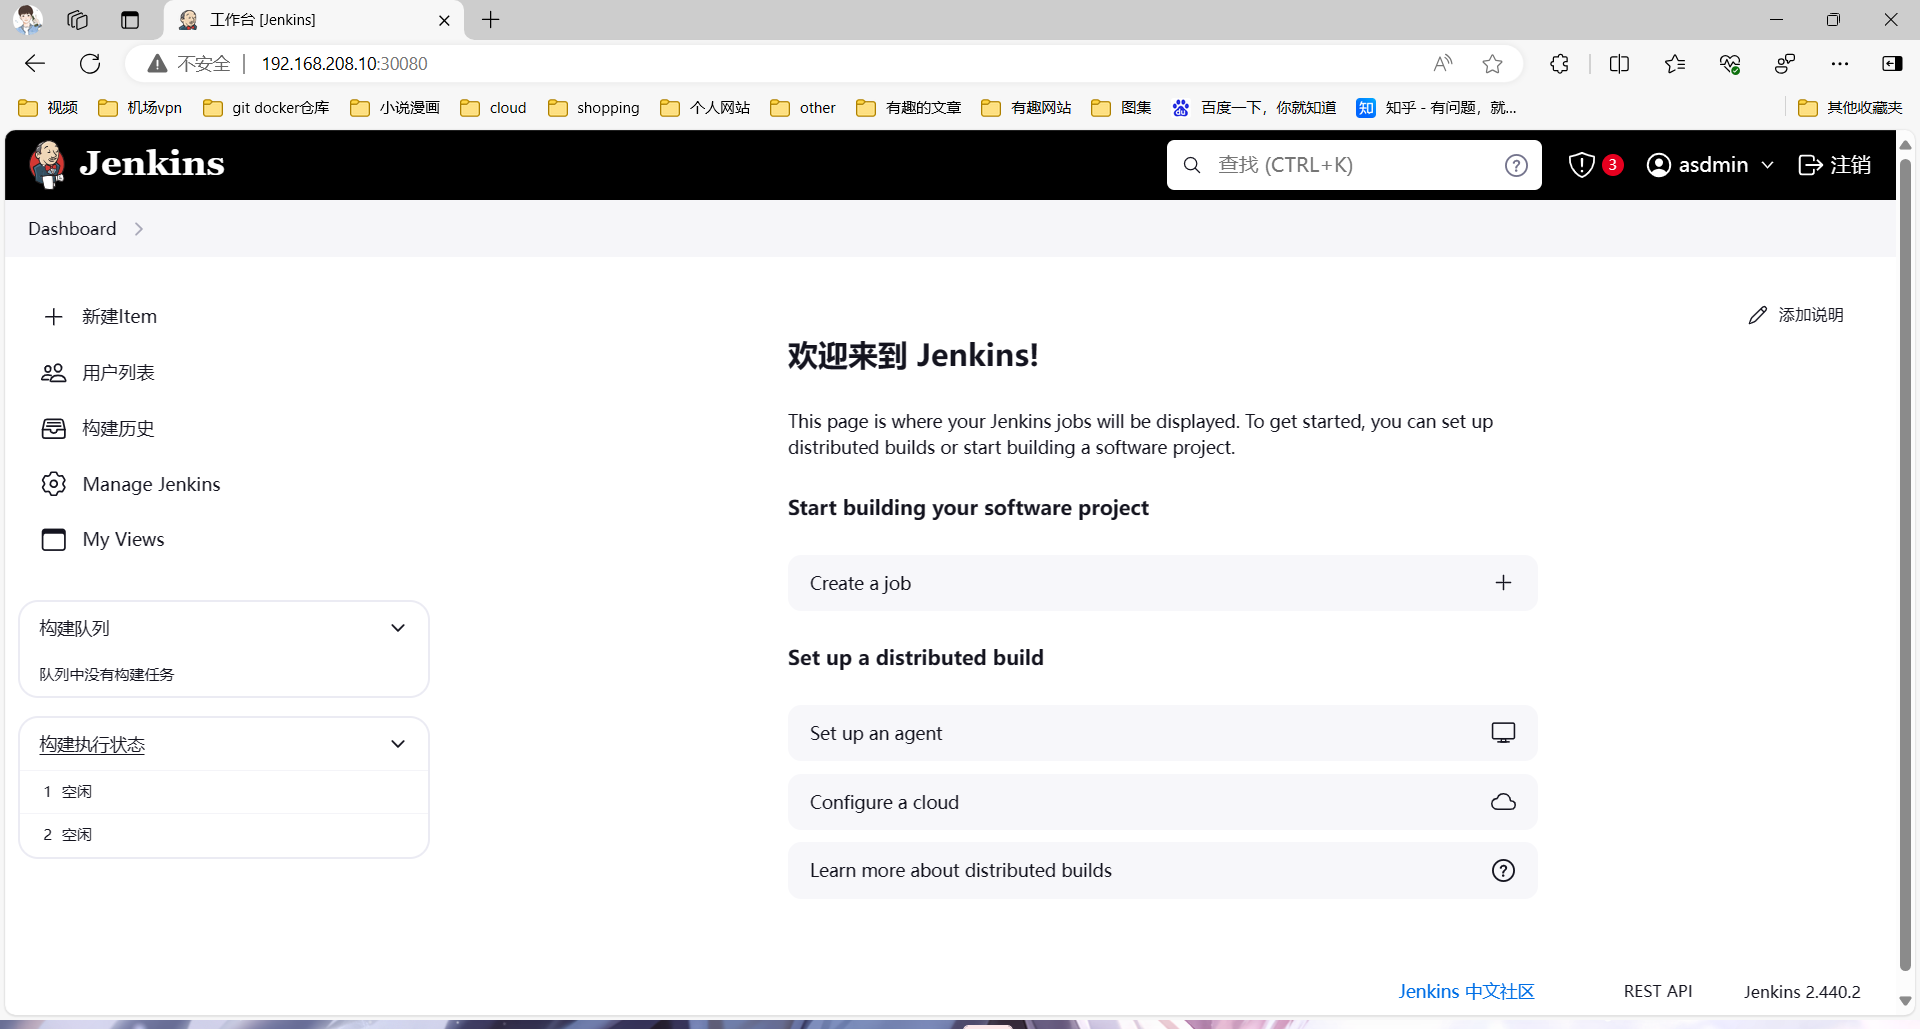 工作台 [Jenkins]
不安全 192.168.208.10:30080
视频 机场vpn git docker仓库 小说漫画 cloud shopping 个人网站 other 有趣的文章 有趣网站 图集 百度一下，你就知道 知 知乎 - 有问题，就... 其他收藏夹
Jenkins 查找 (CTRL+K) 3 asdmin 注销
Dashboard
新建Item
添加说明
用户列表
构建历史
Manage Jenkins
My Views
构建队列
队列中没有构建任务
构建执行状态
1 空闲
2 空闲
欢迎来到 Jenkins!
This page is where your Jenkins jobs will be displayed. To get started, you can set up
distributed builds or start building a software project.
Start building your software project
Create a job
Set up a distributed build
Set up an agent
Configure a cloud
Learn more about distributed builds
Jenkins 中文社区 REST API Jenkins 2.440.2